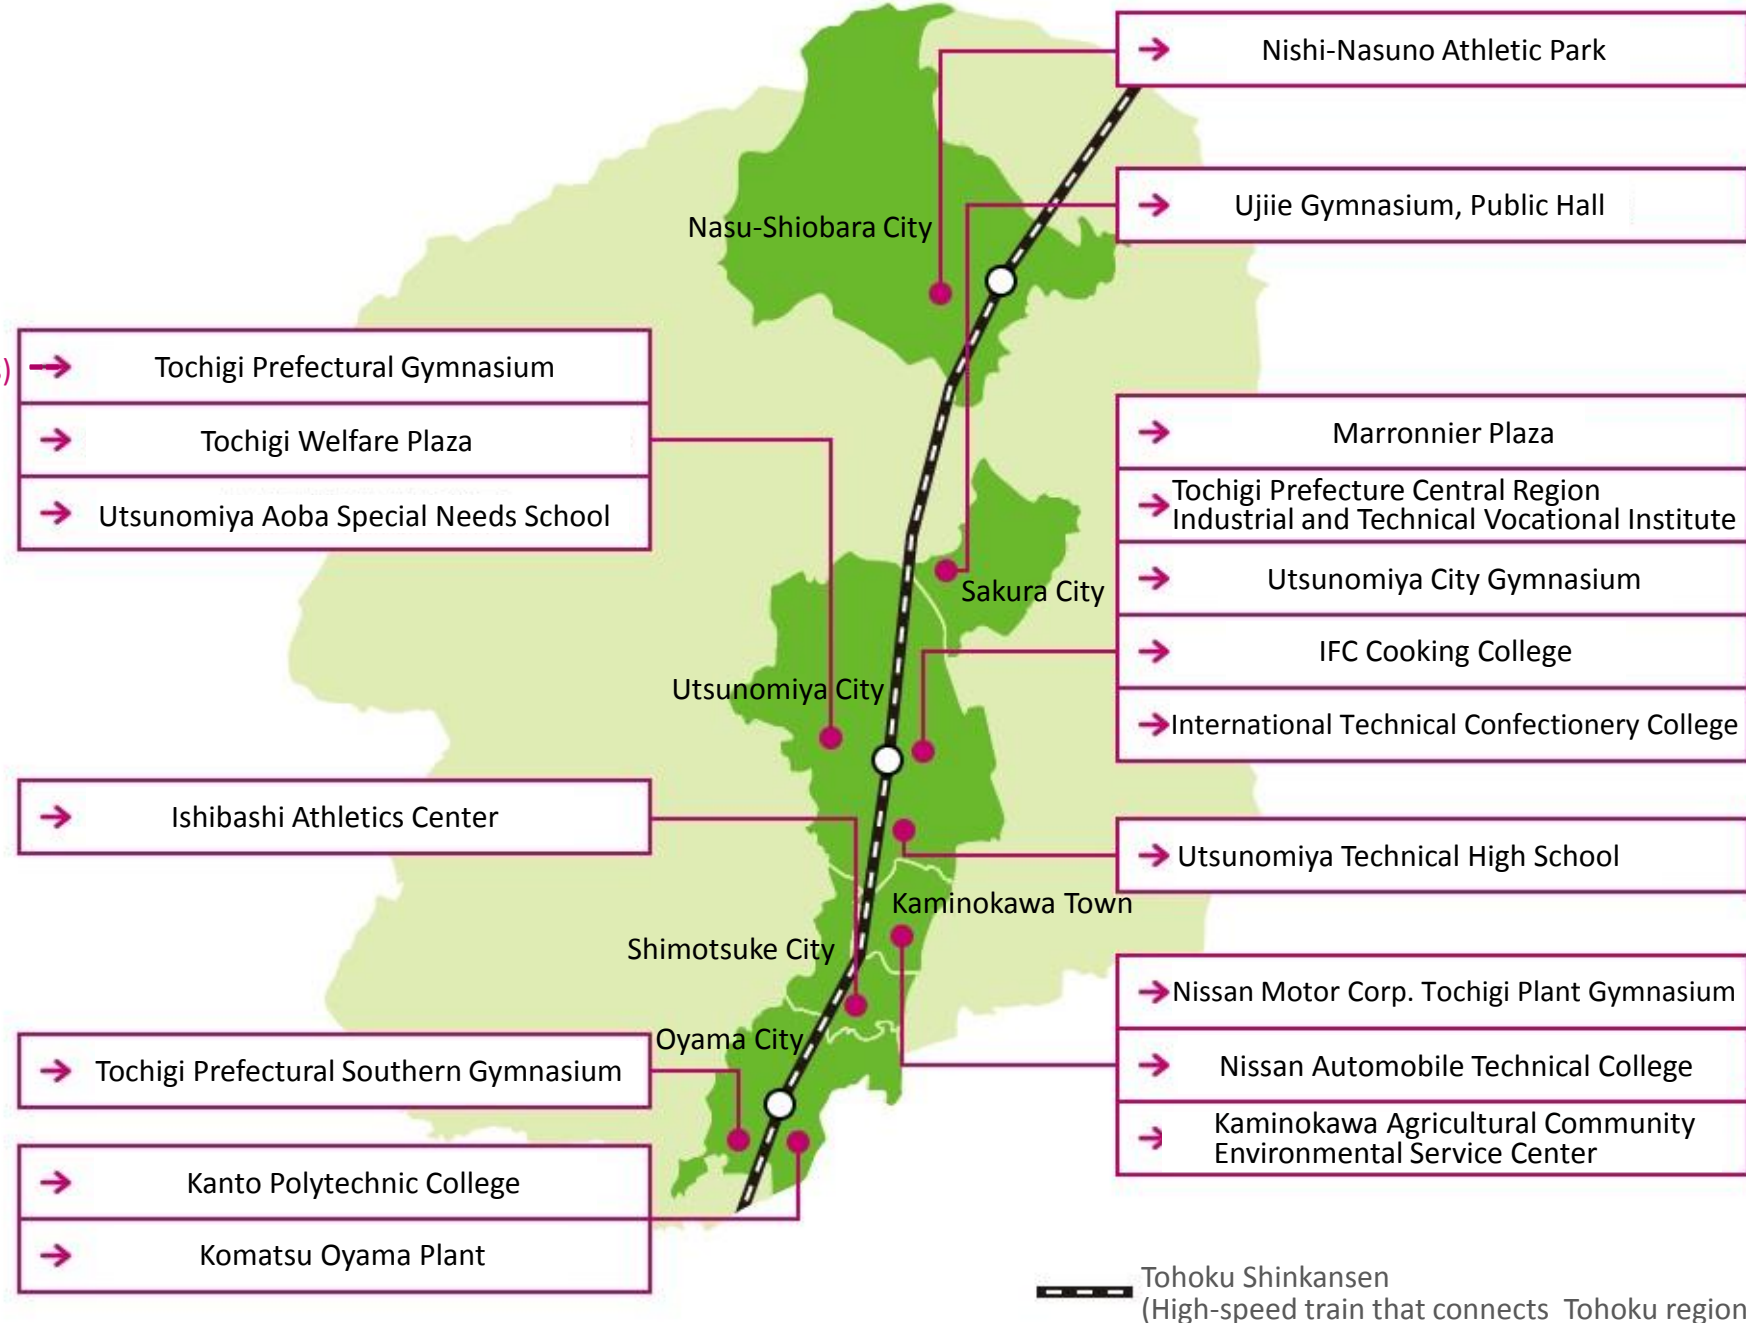 Nishi-Nasuno Athletic Park
Ujiie Gymnasium, Public Hall
Nasu-Shiobara City
)
Tochigi Prefectural Gymnasium
Tochigi Welfare Plaza
Utsunomiya Aoba Special Needs School
Marronnier Plaza
Tochigi Prefecture Central Region
Industrial and Technical Vocational Institute
Utsunomiya City Gymnasium
IFC Cooking College
International Technical Confectionery College
Sakura City
Utsunomiya City
Ishibashi Athletics Center
Utsunomiya Technical High School
Kaminokawa Town
Shimotsuke City
Nissan Motor Corp. Tochigi Plant Gymnasium
Nissan Automobile Technical College
Kaminokawa Agricultural Community
Environmental Service Center
Oyama City
Tochigi Prefectural Southern Gymnasium
Kanto Polytechnic College
Komatsu Oyama Plant
Tohoku Shinkansen
(High-speed train that connects Tohoku region